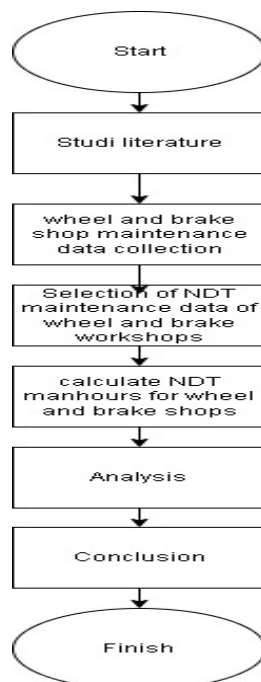 Start
Studi literature
wheel and brake
shop maintenance
data collection
Selection of NDT
maintenance data of
wheel and brake
workshops
calculate NDT
manhours for wheel
and brake shops
Analysis
Conclusion
Finish